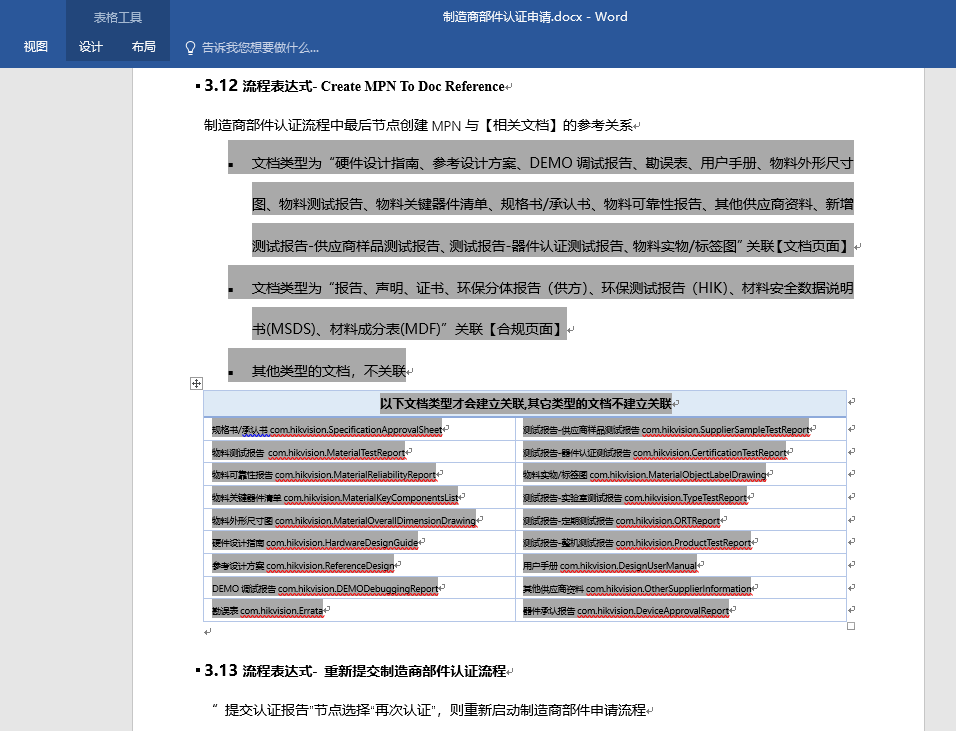 表格工具
制造商部件认证申请.docx - Word
视图 设计 布局 告诉我您想要做什么...
3.12 流程表达式- Create MPN To Doc Reference
制造商部件认证流程中最后节点创建 MPN 与【相关文档】的参考关系
文档类型为“硬件设计指南、参考设计方案、DEMO 调试报告、勘误表、用户手册、物料外形尺寸
图、物料测试报告、物料关键器件清单、规格书/承认书、物料可靠性报告、其他供应商资料、新增
测试报告-供应商样品测试报告、测试报告-器件认证测试报告、物料实物/标签图” 关联【文档页面】
文档类型为“报告、声明、证书、环保分体报告（供方）、环保测试报告（HIK）、材料安全数据说明
书(MSDS)、材料成分表(MDF)” 关联【合规页面】
其他类型的文档，不关联
以下文档类型才会建立关联,其它类型的文档不建立关联
规格书/承认书 com.hikvision.SpecificationApprovalSheet 测试报告-供应商样品测试报告 com.hikvision.SupplierSampleTestReport
物料测试报告 com.hikvision.MaterialTestReport 测试报告-器件认证测试报告 com.hikvision.CertificationTestReport
物料可靠性报告 com.hikvision.MaterialReliabilityReport 物料实物/标签图 com.hikvision.MaterialObjectLabelDrawing
物料关键器件清单 com.hikvision.MaterialKeyComponentsList 测试报告-实验室测试报告 com.hikvision.TypeTestReport
物料外形尺寸图 com.hikvision.MaterialOverallDimensionDrawing 测试报告-定期测试报告 com.hikvision.ORTReport
硬件设计指南 com.hikvision.HardwareDesignGuide 测试报告-整机测试报告 com.hikvision.ProductTestReport
参考设计方案 com.hikvision.ReferenceDesign 用户手册 com.hikvision.DesignUserManual
DEMO 调试报告 com.hikvision.DEMODebuggingReport 其他供应商资料 com.hikvision.OtherSupplierInformation
勘误表 com.hikvision.Errata 器件承认报告 com.hikvision.DeviceApprovalReport
3.13 流程表达式- 重新提交制造商部件认证流程
” 提交认证报告”节点选择“再次认证”，则重新启动制造商部件申请流程